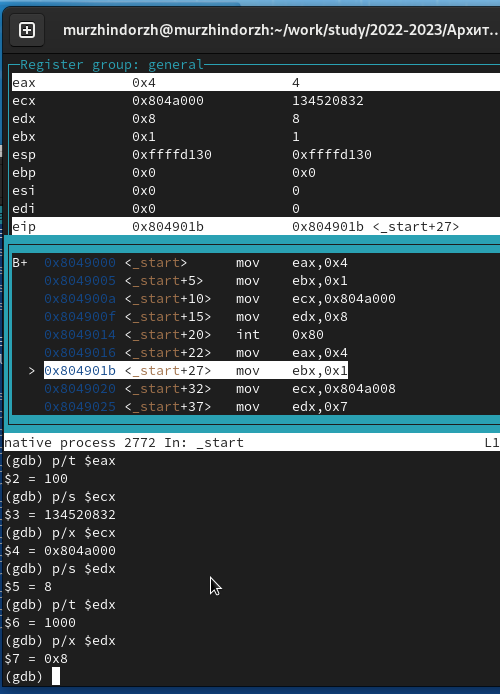 murzhindorzh@murzhindorzh:~/work/study/2022-2023/Архит...
Register group: general
eax 0x4 4
ecx 0x804a000 134520832
edx 0x8 8
ebx 0x1 1
esp 0xffffd130 0xffffd130
ebp 0x0 0x0
esi 0x0 0
edi 0x0 0
eip 0x804901b 0x804901b <_start+27>
B+ 0x8049000 <_start> mov eax,0x4
0x8049005 <_start+5> mov ebx,0x1
0x804900a <_start+10> mov ecx,0x804a000
0x804900f <_start+15> mov edx,0x8
0x8049014 <_start+20> int 0x80
0x8049016 <_start+22> mov eax,0x4
> 0x804901b <_start+27> mov ebx,0x1
0x8049020 <_start+32> mov ecx,0x804a008
0x8049025 <_start+37> mov edx,0x7
native process 2772 In: _start L1
(gdb) p/t $eax
$2 = 100
(gdb) p/s $ecx
$3 = 134520832
(gdb) p/x $ecx
$4 = 0x804a000
(gdb) p/s $edx
$5 = 8
(gdb) p/t $edx
$6 = 1000
(gdb) p/x $edx
$7 = 0x8
(gdb)